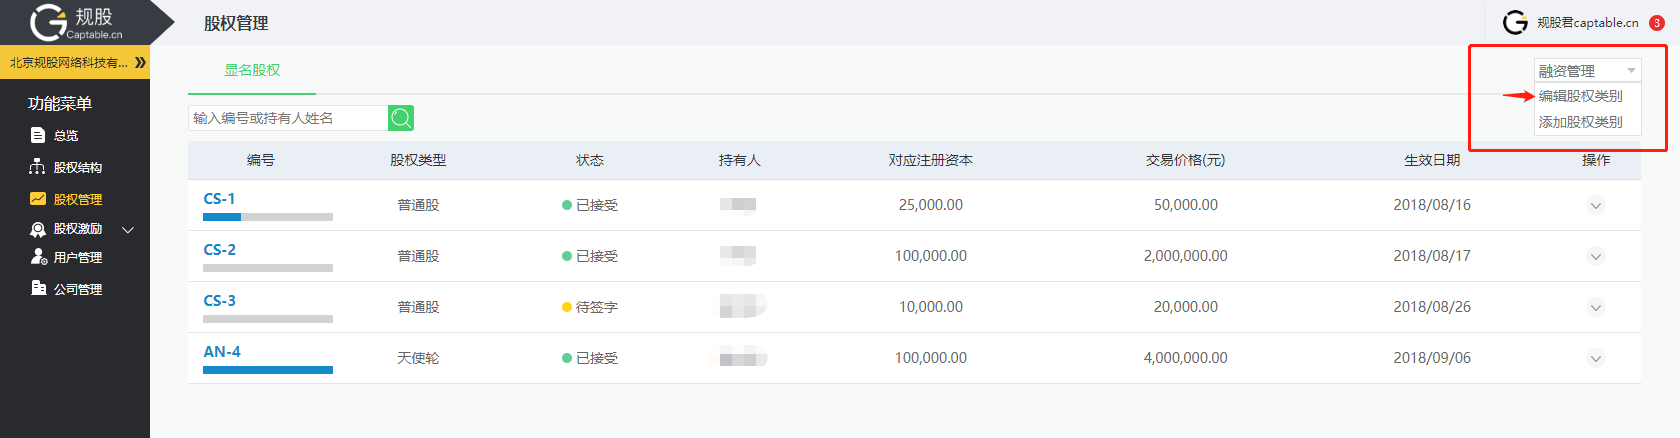 规股
Captable.cn
股权管理
规股君captable.cn
3
北京规股网络科技有...
功能菜单
总览
股权结构
股权管理
股权激励
用户管理
公司管理
显名股权
融资管理
编辑股权类别
添加股权类别
输入编号或持有人姓名
编号 股权类型 状态 持有人 对应注册资本 交易价格(元) 生效日期 操作
CS-1 普通股 已接受 25,000.00 50,000.00 2018/08/16
CS-2 普通股 已接受 100,000.00 2,000,000.00 2018/08/17
CS-3 普通股 待签字 10,000.00 20,000.00 2018/08/26
AN-4 天使轮 已接受 100,000.00 4,000,000.00 2018/09/06